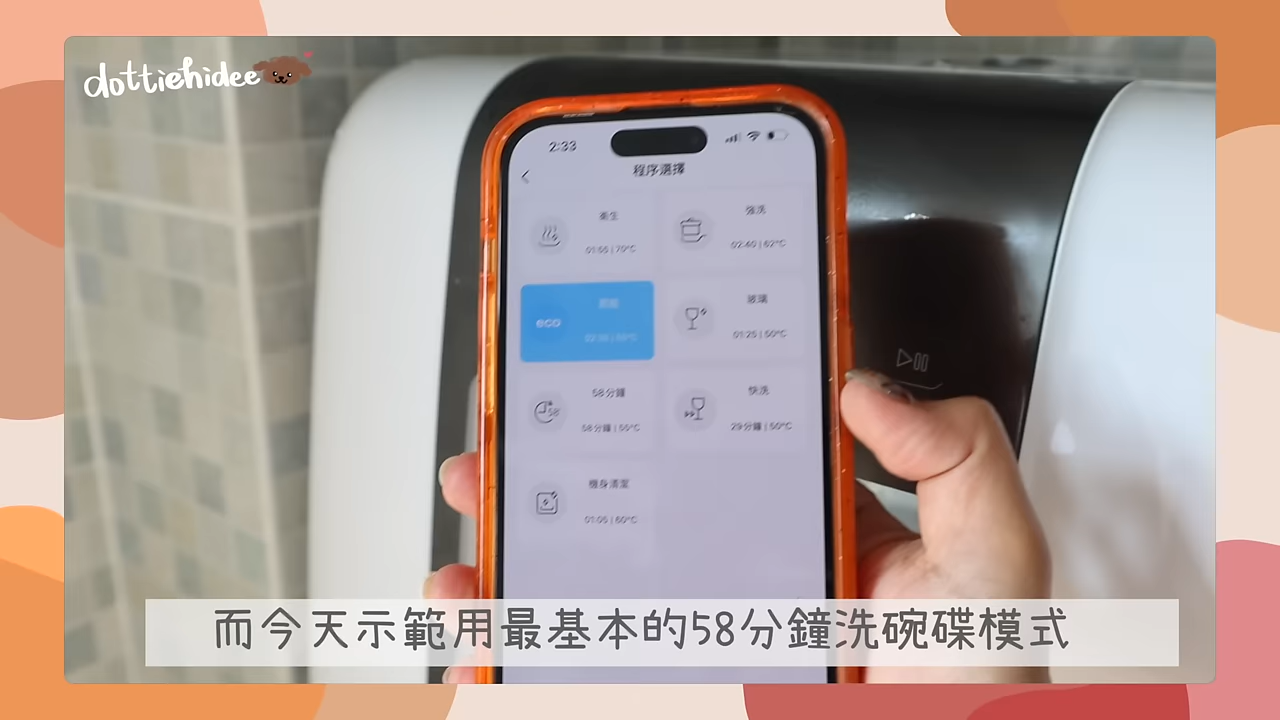 dottiehidee
2:33
程序選擇
衞生
01:55 | 70°C
強洗
02:40 | 62°C
eco
玻璃
01:25 | 50°C
58分鐘
58'
58分鐘 | 55°C
快洗
29分鐘 | 50°C
機身清潔
01:05 | 60°C
而今天示範用最基本的58分鐘洗碗碟模式